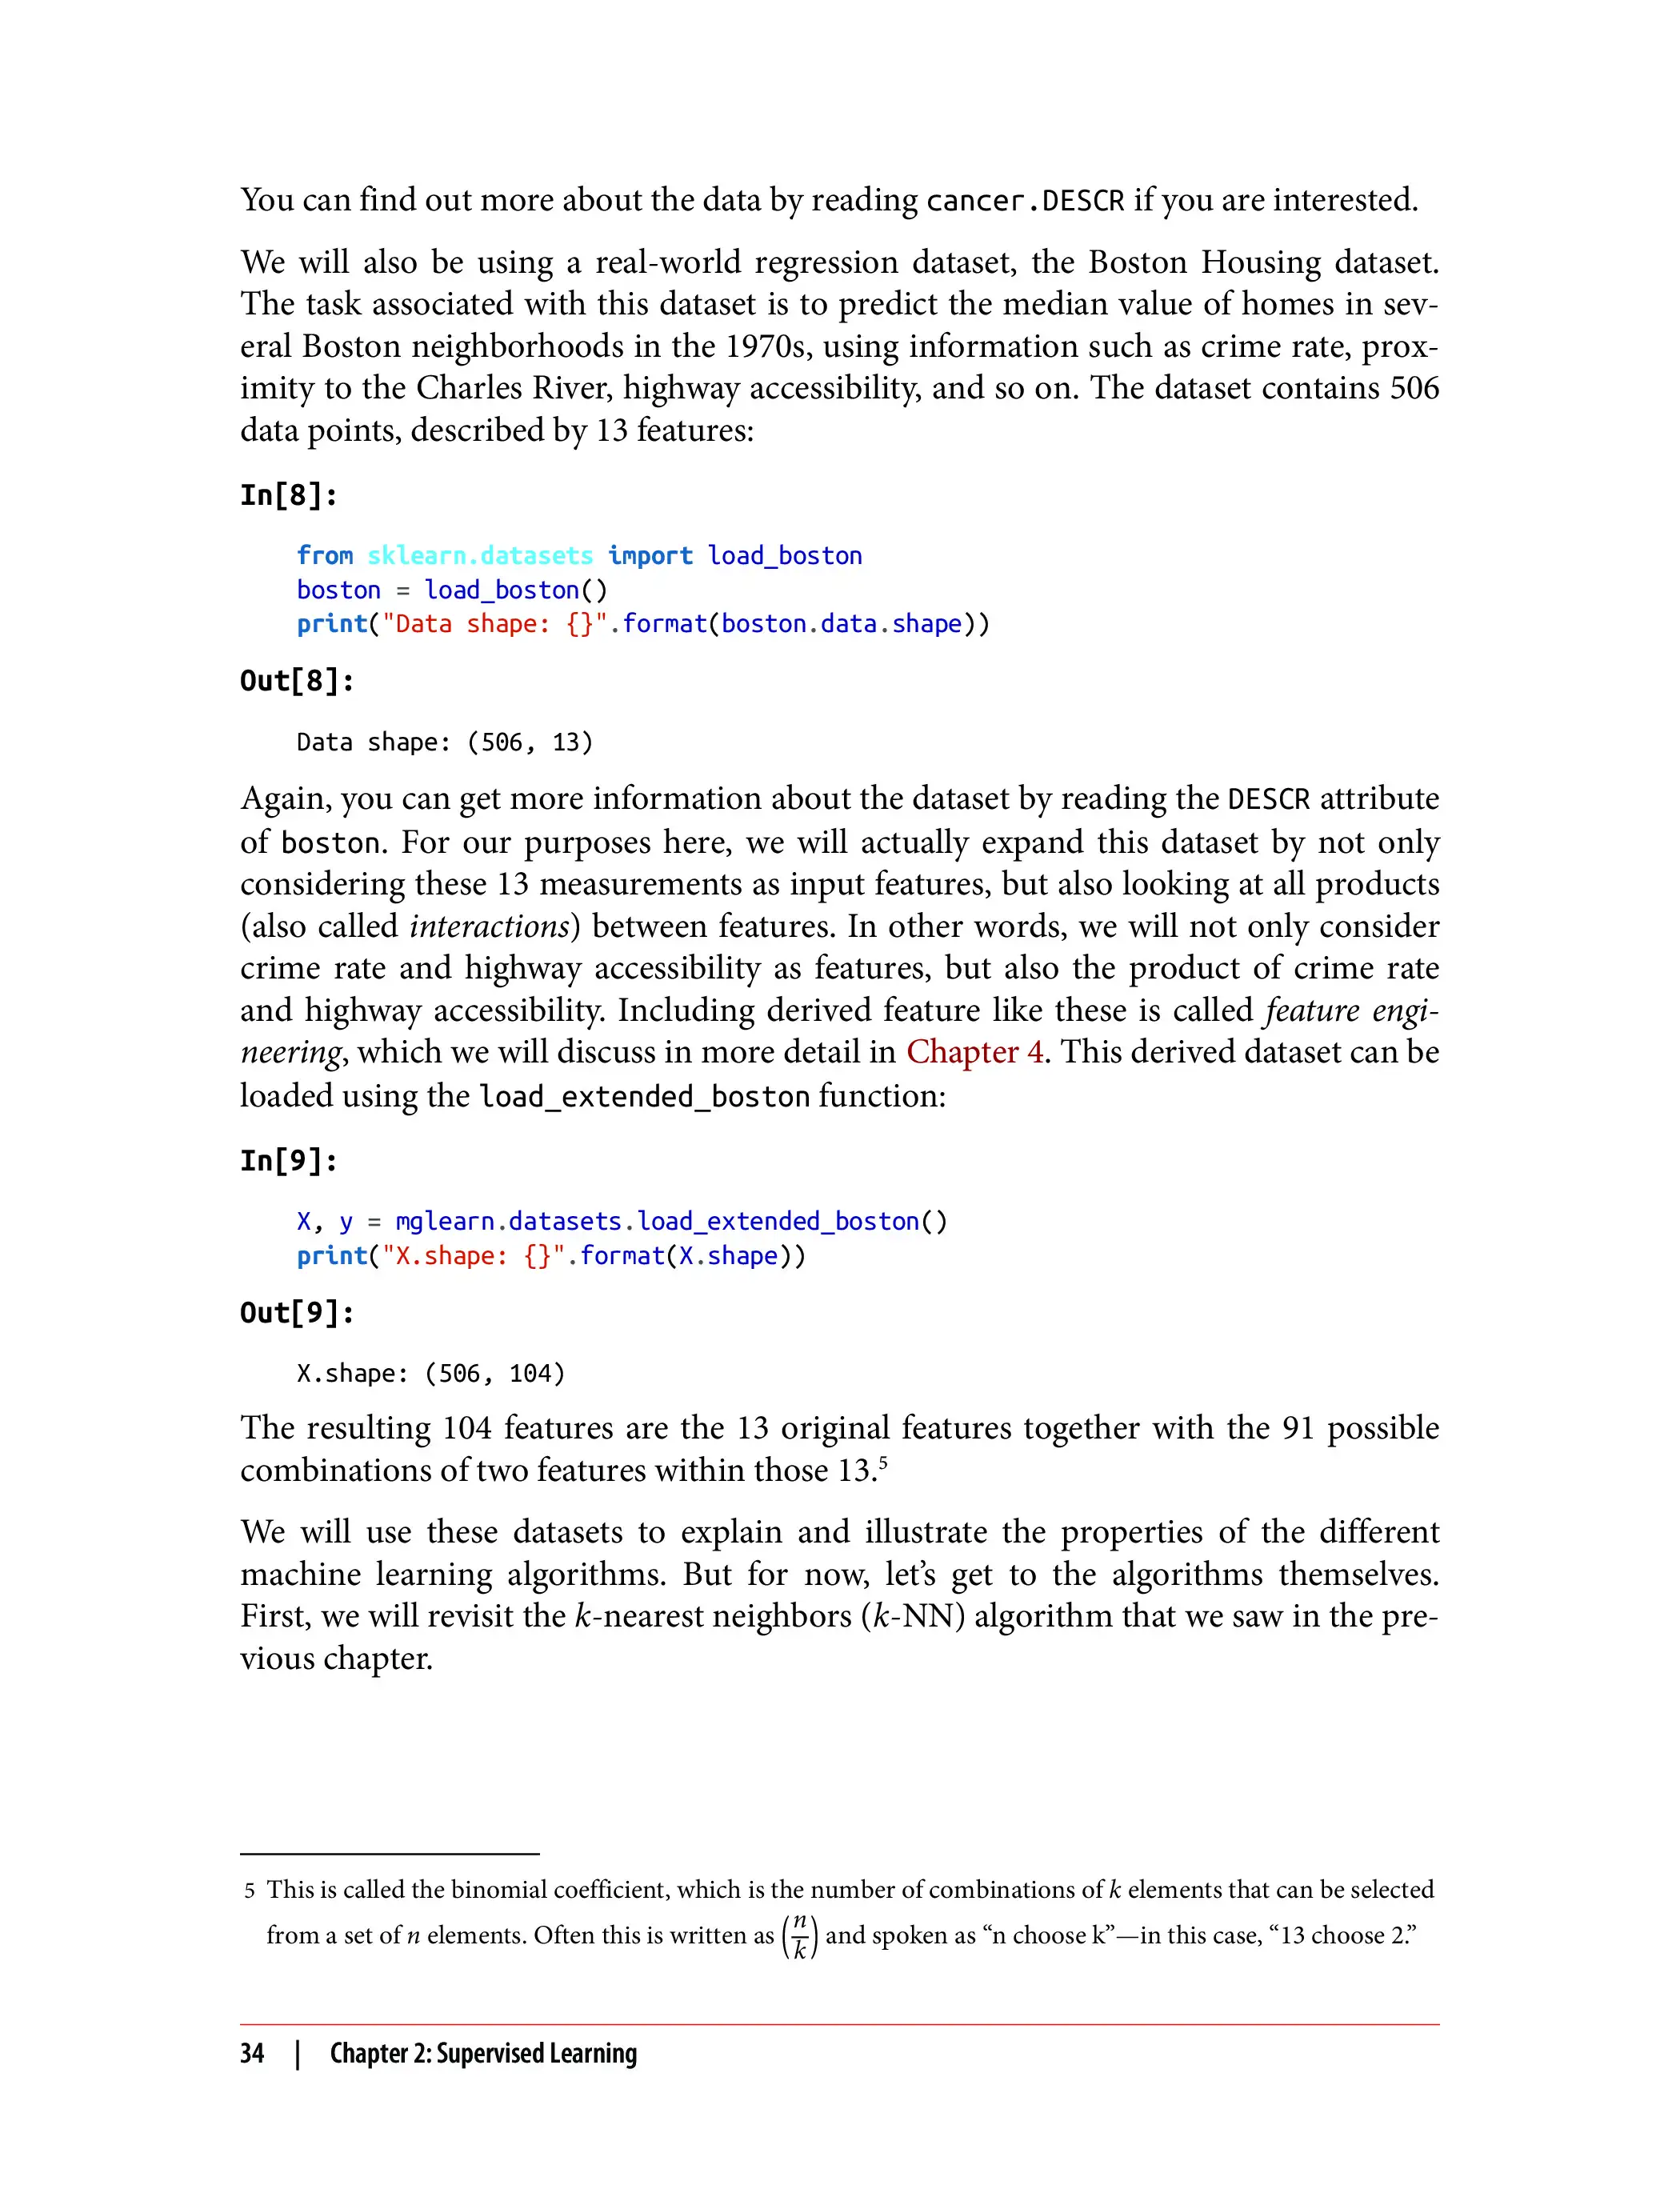 You can find out more about the data by reading cancer.DESCR if you are interested.
We will also be using a real-world regression dataset, the Boston Housing dataset.
The task associated with this dataset is to predict the median value of homes in sev-
eral Boston neighborhoods in the 1970s, using information such as crime rate, prox-
imity to the Charles River, highway accessibility, and so on. The dataset contains 506
data points, described by 13 features:
In[8]:
from sklearn.datasets import load_boston
boston = load_boston()
print("Data shape: {}".format(boston.data.shape))
Out[8]:
Data shape: (506, 13)
Again, you can get more information about the dataset by reading the DESCR attribute
of boston. For our purposes here, we will actually expand this dataset by not only
considering these 13 measurements as input features, but also looking at all products
(also called interactions) between features. In other words, we will not only consider
crime rate and highway accessibility as features, but also the product of crime rate
and highway accessibility. Including derived feature like these is called feature engi-
neering, which we will discuss in more detail in Chapter 4. This derived dataset can be
loaded using the load_extended_boston function:
In[9]:
X, y = mglearn.datasets.load_extended_boston()
print("X.shape: {}".format(X.shape))
Out[9]:
X.shape: (506, 104)
The resulting 104 features are the 13 original features together with the 91 possible
combinations of two features within those 13.⁵
We will use these datasets to explain and illustrate the properties of the different
machine learning algorithms. But for now, let’s get to the algorithms themselves.
First, we will revisit the k-nearest neighbors (k-NN) algorithm that we saw in the pre-
vious chapter.
5 This is called the binomial coefficient, which is the number of combinations of k elements that can be selected
from a set of n elements. Often this is written as (n/k) and spoken as “n choose k”—in this case, “13 choose 2.”
34 | Chapter 2: Supervised Learning